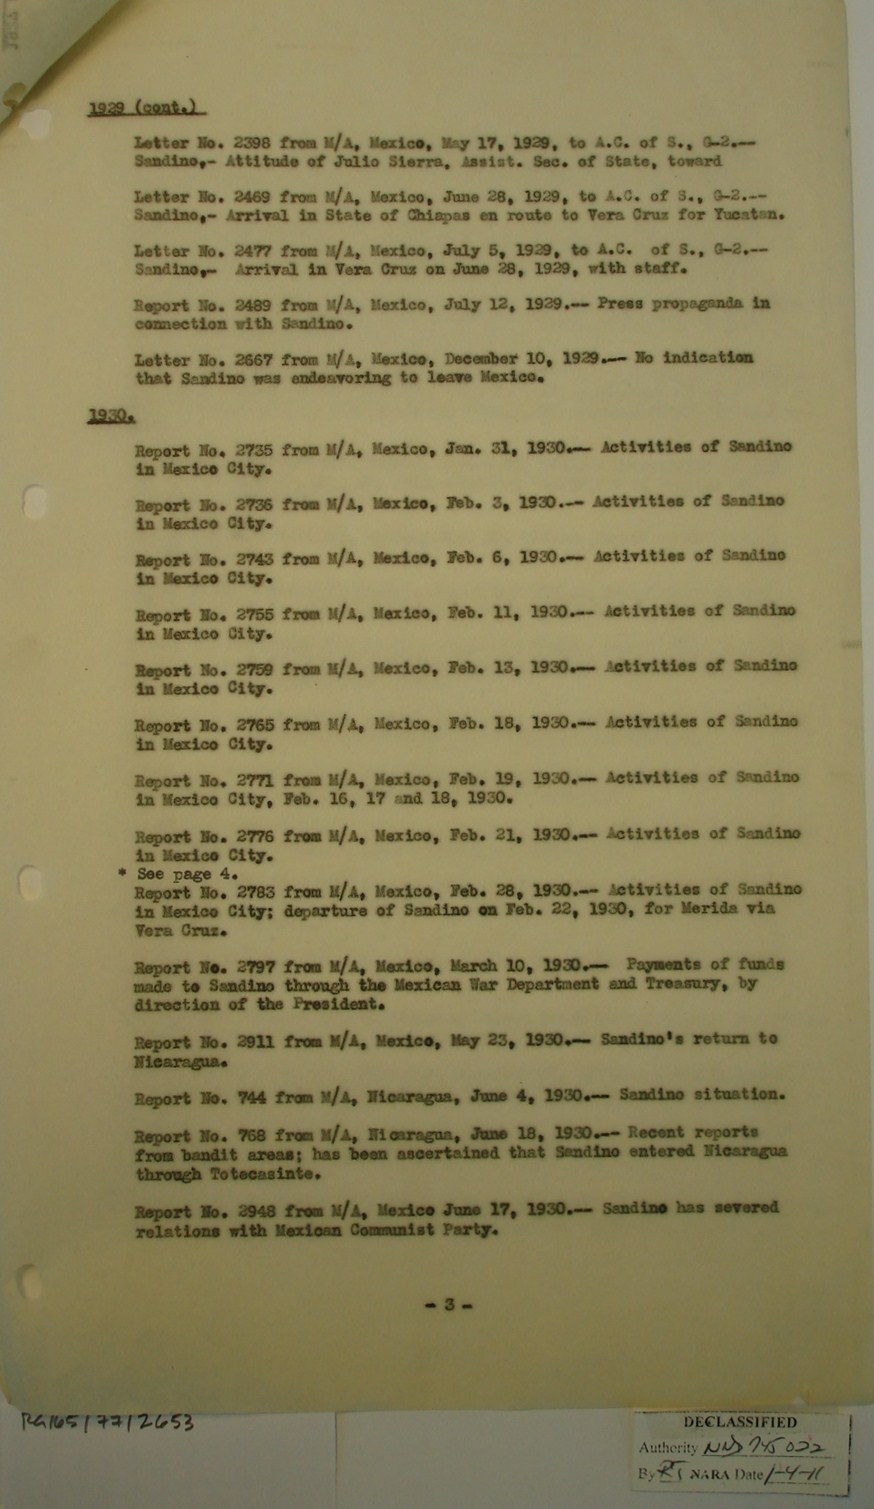 1929 (cont.)
Letter No. 2398 from M/A, Mexico, May 17, 1929, to A.C. of S., G-2.--
Sandino,- Attitude of Julio Sierra, Assist. Sec. of State, toward
Letter No. 2469 from M/A, Mexico, June 28, 1929, to A.C. of S., G-2.--
Sandino,- Arrival in State of Chiapas en route to Vera Cruz for Yucatan.
Letter No. 2477 from M/A, Mexico, July 5, 1929, to A.C. of S., G-2.--
Sandino,- Arrival in Vera Cruz on June 28, 1929, with staff.
Report No. 2489 from M/A, Mexico, July 12, 1929.-- Press propaganda in
connection with Sandino.
Letter No. 2667 from M/A, Mexico, December 10, 1929.-- No indication
that Sandino was endeavoring to leave Mexico.
1930.
Report No. 2735 from M/A, Mexico, Jan. 31, 1930.-- Activities of Sandino
in Mexico City.
Report No. 2736 from M/A, Mexico, Feb. 3, 1930.-- Activities of Sandino
in Mexico City.
Report No. 2743 from M/A, Mexico, Feb. 6, 1930.-- Activities of Sandino
in Mexico City.
Report No. 2755 from M/A, Mexico, Feb. 11, 1930.-- Activities of Sandino
in Mexico City.
Report No. 2759 from M/A, Mexico, Feb. 13, 1930.-- Activities of Sandino
in Mexico City.
Report No. 2765 from M/A, Mexico, Feb. 18, 1930.-- Activities of Sandino
in Mexico City.
Report No. 2771 from M/A, Mexico, Feb. 19, 1930.-- Activities of Sandino
in Mexico City, Feb. 16, 17 and 18, 1930.
Report No. 2776 from M/A, Mexico, Feb. 21, 1930.-- Activities of Sandino
in Mexico City.
* See page 4.
Report No. 2783 from M/A, Mexico, Feb. 28, 1930.-- Activities of Sandino
in Mexico City; departure of Sandino on Feb. 22, 1930, for Merida via
Vera Cruz.
Report No. 2797 from M/A, Mexico, March 10, 1930.-- Payments of funds
made to Sandino through the Mexican War Department and Treasury, by
direction of the President.
Report No. 2911 from M/A, Mexico, May 23, 1930.-- Sandino's return to
Nicaragua.
Report No. 744 from M/A, Nicaragua, June 4, 1930.-- Sandino situation.
Report No. 768 from M/A, Nicaragua, June 18, 1930.-- Recent reports
from bandit areas; has been ascertained that Sandino entered Nicaragua
through Totecasinte.
Report No. 2948 from M/A, Mexico June 17, 1930.-- Sandino has severed
relations with Mexican Communist Party.
- 3 -
RG165/77/2653
DECLASSIFIED
Authority NND 745022
By RT NARA Date 1-4-11